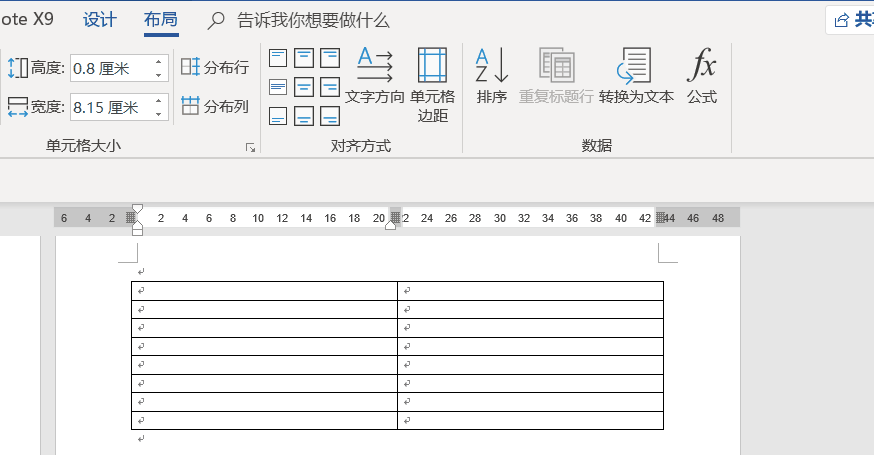 ote X9 设计 布局 告诉我你想要做什么
高度: 0.8 厘米 分布行
宽度: 8.15 厘米 分布列
文字方向 单元格边距
A Z 排序 重复标题行 转换为文本 fx 公式
单元格大小 对齐方式 数据
6 4 2 2 4 6 8 10 12 14 16 18 20 22 24 26 28 30 32 34 36 38 40 42 44 46 48